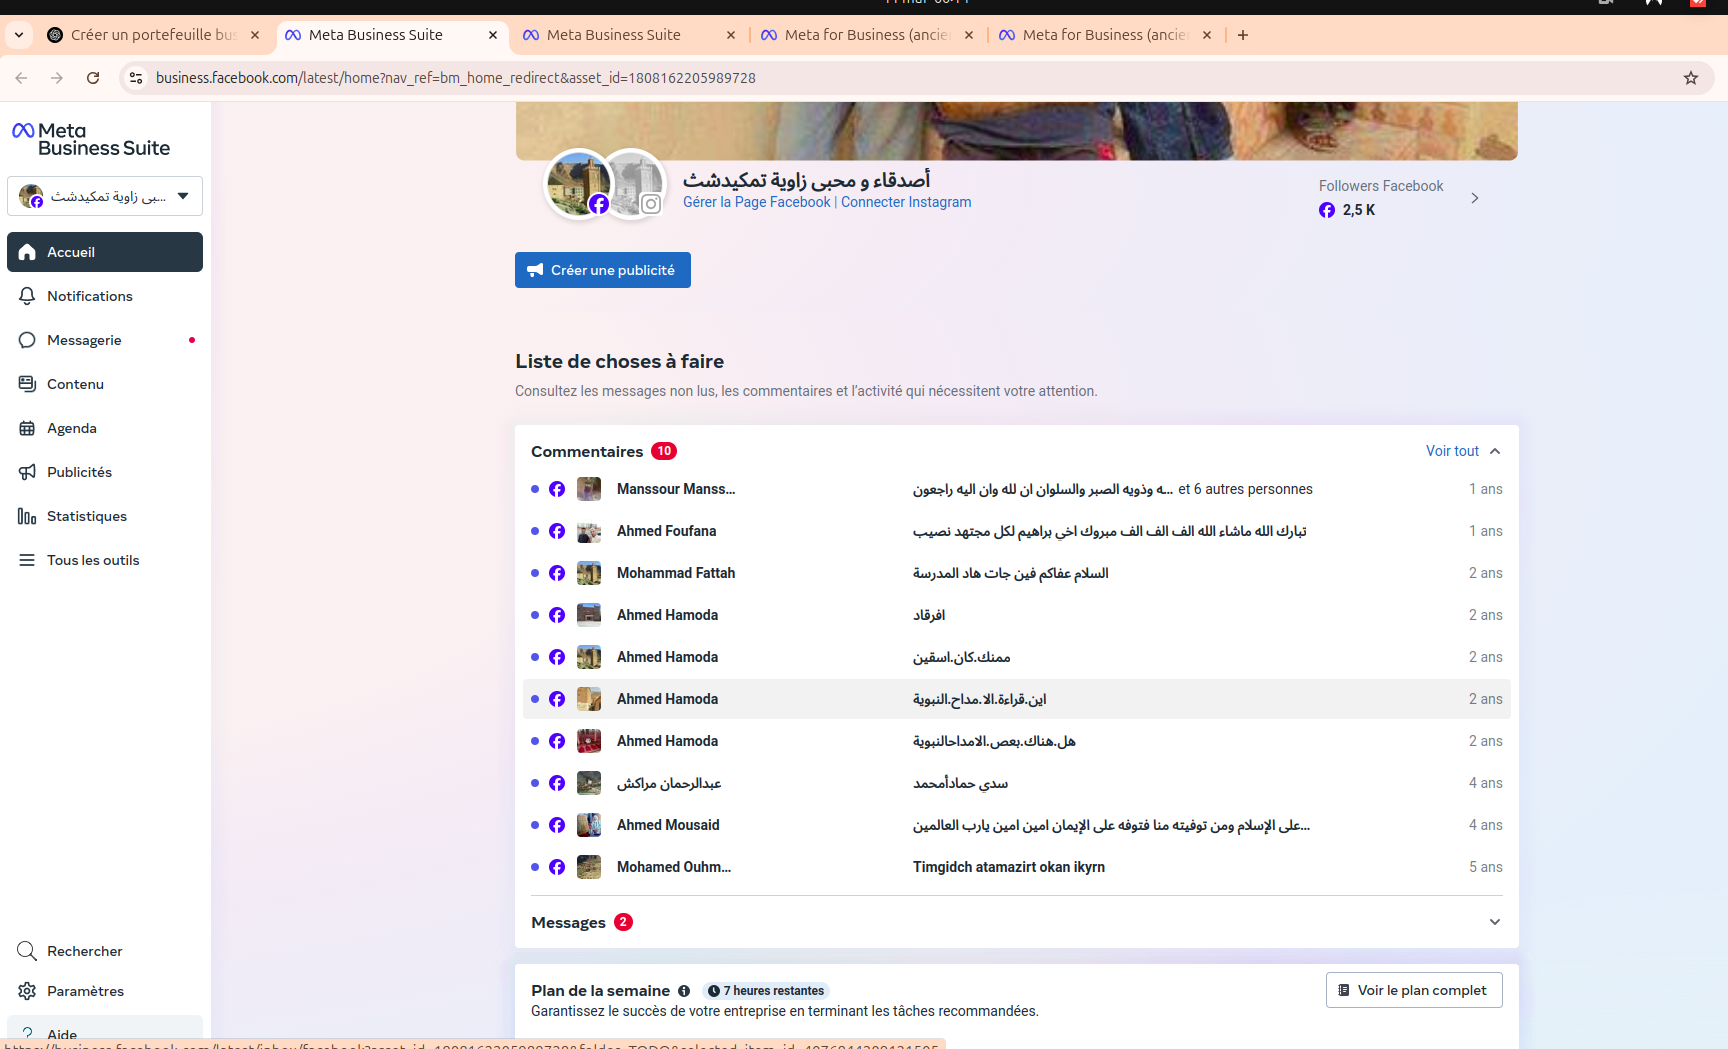 Créer un portefeuille bus
Meta Business Suite
Meta Business Suite
Meta for Business (ancie
Meta for Business (ancie
business.facebook.com/latest/home?nav_ref=bm_home_redirect&asset_id=1808162205989728
Meta
Business Suite
...بى زاوية تمكيدشث
Accueil
Notifications
Messagerie
Contenu
Agenda
Publicités
Statistiques
Tous les outils
Rechercher
Paramètres
Aide
أصدقاء و محبى زاوية تمكيدشث
Gérer la Page Facebook | Connecter Instagram
Followers Facebook
2,5 K
Créer une publicité
Liste de choses à faire
Consultez les messages non lus, les commentaires et l’activité qui nécessitent votre attention.
Commentaires 10
Voir tout
Manssour Manss... ...ـه وذويه الصبر والسلوان ان لله وان اليه راجعون et 6 autres personnes 1 ans
Ahmed Foufana تبارك الله ماشاء الله الف الف الف مبروك اخي براهيم لكل مجتهد نصيب 1 ans
Mohammad Fattah السلام عفاكم فين جات هاد المدرسة 2 ans
Ahmed Hamoda افرقاد 2 ans
Ahmed Hamoda ممنك.كان.اسقين 2 ans
Ahmed Hamoda اين.قراءة.الا.مداح.النبوية 2 ans
Ahmed Hamoda هل.هناك.بعص.الامداحالنبوية 2 ans
عبدالرحمان مراكش سدي حمادأمحمد 4 ans
Ahmed Mousaid على الإسلام ومن توفيته منا فتوفه على الإيمان امين امين يارب العالمين... 4 ans
Mohamed Ouhm... Timgidch atamazirt okan ikyrn 5 ans
Messages 2
Plan de la semaine 7 heures restantes
Voir le plan complet
Garantissez le succès de votre entreprise en terminant les tâches recommandées.